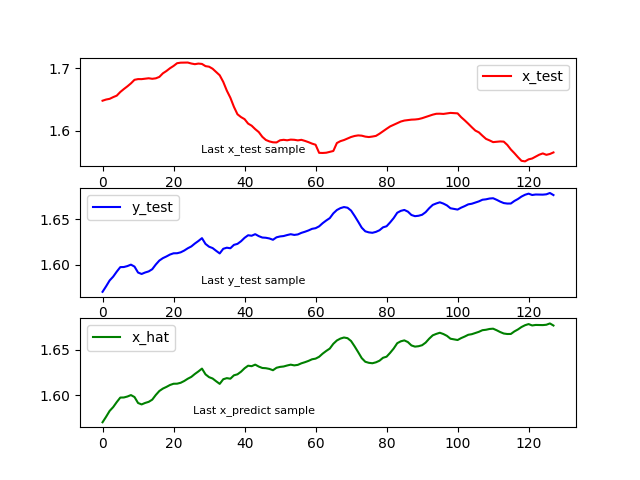 1.7
1.6
x_test
Last x_test sample
0 20 40 60 80 100 120
1.65
1.60
y_test
Last y_test sample
0 20 40 60 80 100 120
1.65
1.60
x_hat
Last x_predict sample
0 20 40 60 80 100 120